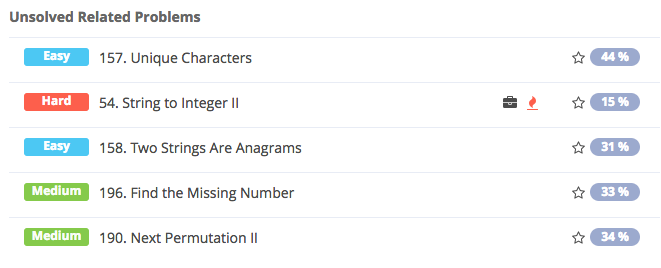 Unsolved Related Problems
Easy 157. Unique Characters 44 %
Hard 54. String to Integer II 15 %
Easy 158. Two Strings Are Anagrams 31 %
Medium 196. Find the Missing Number 33 %
Medium 190. Next Permutation II 34 %